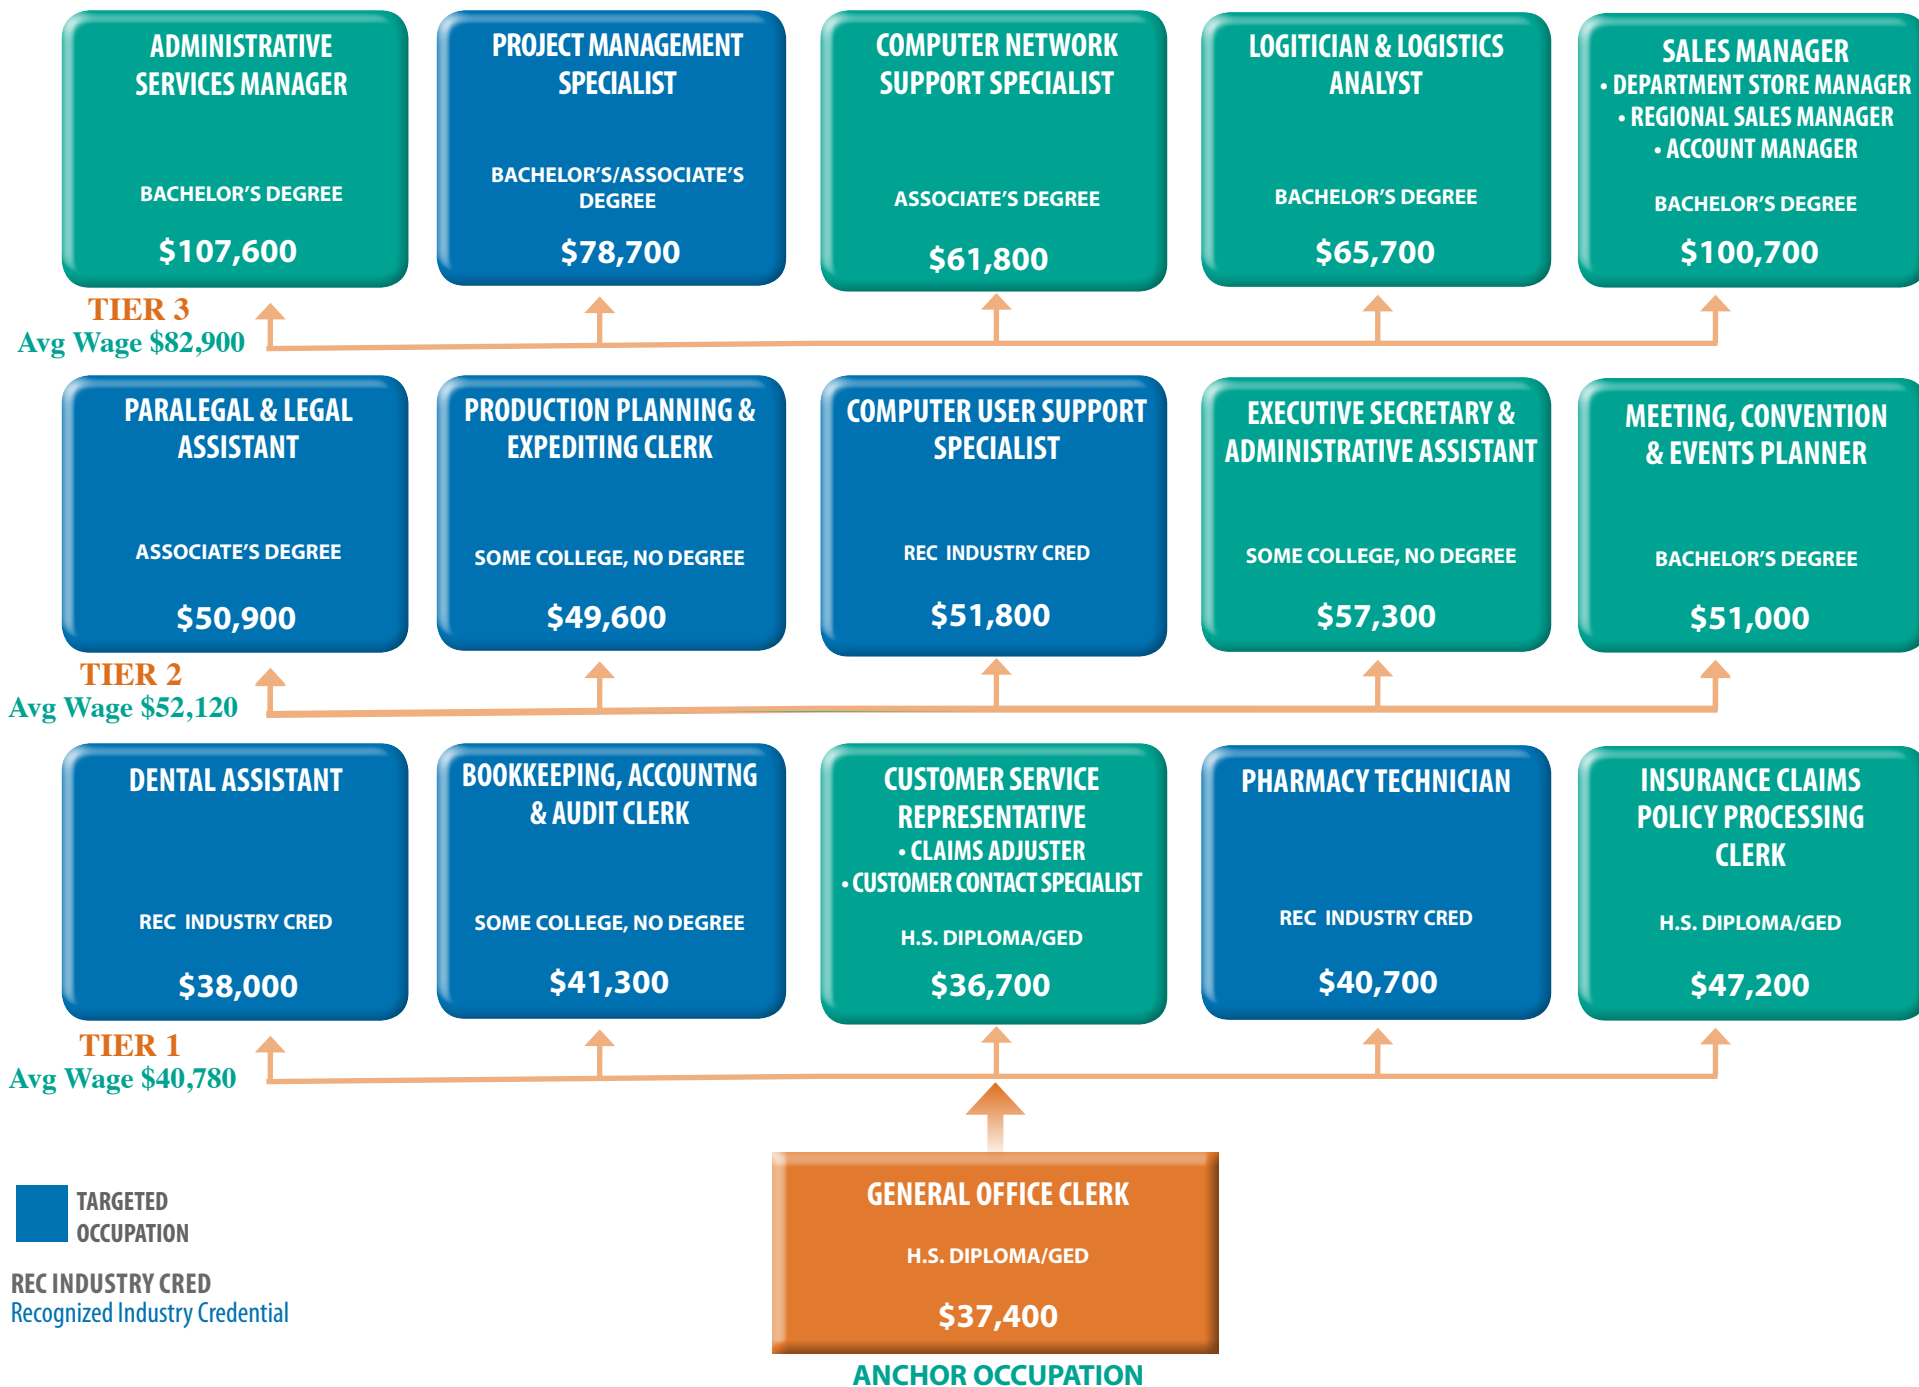 ADMINISTRATIVE
SERVICES MANAGER
BACHELOR'S DEGREE
$107,600
PROJECT MANAGEMENT
SPECIALIST
BACHELOR'S/ASSOCIATE'S
DEGREE
$78,700
COMPUTER NETWORK
SUPPORT SPECIALIST
ASSOCIATE'S DEGREE
$61,800
LOGITICIAN & LOGISTICS
ANALYST
BACHELOR'S DEGREE
$65,700
SALES MANAGER
• DEPARTMENT STORE MANAGER
• REGIONAL SALES MANAGER
• ACCOUNT MANAGER
BACHELOR'S DEGREE
$100,700
TIER 3
Avg Wage $82,900
PARALEGAL & LEGAL
ASSISTANT
ASSOCIATE'S DEGREE
$50,900
PRODUCTION PLANNING &
EXPEDITING CLERK
SOME COLLEGE, NO DEGREE
$49,600
COMPUTER USER SUPPORT
SPECIALIST
REC INDUSTRY CRED
$51,800
EXECUTIVE SECRETARY &
ADMINISTRATIVE ASSISTANT
SOME COLLEGE, NO DEGREE
$57,300
MEETING, CONVENTION
& EVENTS PLANNER
BACHELOR'S DEGREE
$51,000
TIER 2
Avg Wage $52,120
DENTAL ASSISTANT
REC INDUSTRY CRED
$38,000
BOOKKEEPING, ACCOUNTNG
& AUDIT CLERK
SOME COLLEGE, NO DEGREE
$41,300
CUSTOMER SERVICE
REPRESENTATIVE
• CLAIMS ADJUSTER
• CUSTOMER CONTACT SPECIALIST
H.S. DIPLOMA/GED
$36,700
PHARMACY TECHNICIAN
REC INDUSTRY CRED
$40,700
INSURANCE CLAIMS
POLICY PROCESSING
CLERK
H.S. DIPLOMA/GED
$47,200
TIER 1
Avg Wage $40,780
GENERAL OFFICE CLERK
H.S. DIPLOMA/GED
$37,400
ANCHOR OCCUPATION
TARGETED
OCCUPATION
REC INDUSTRY CRED
Recognized Industry Credential